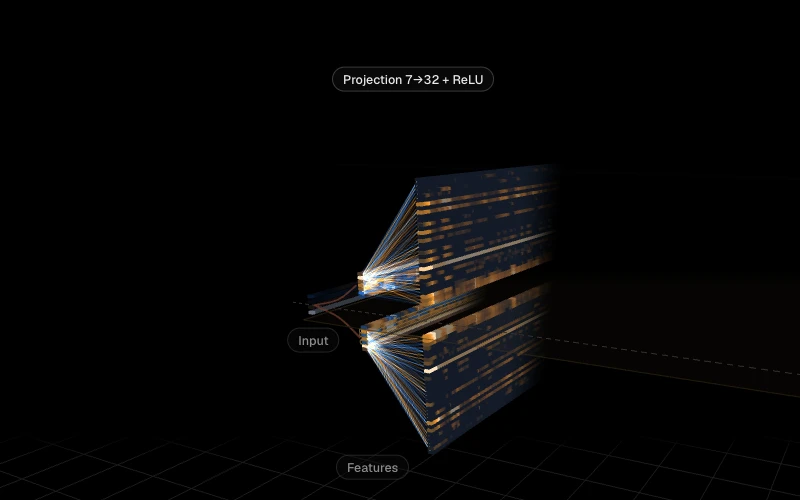 Projection 7→32 + ReLU
Input
Features